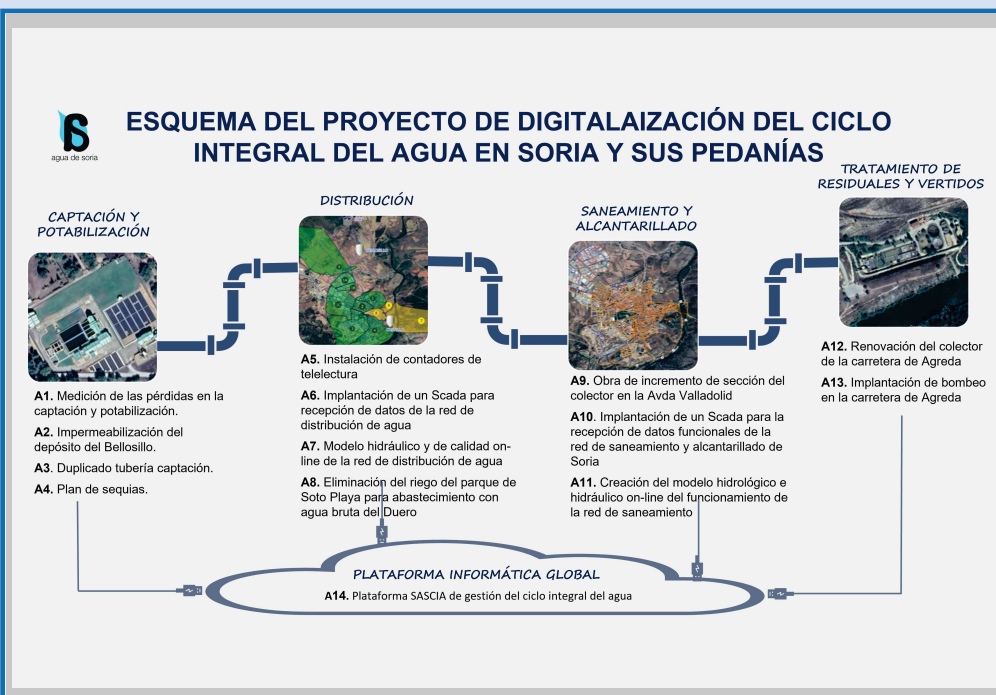 ESQUEMA DEL PROYECTO DE DIGITALAIZACIÓN DEL CICLO
INTEGRAL DEL AGUA EN SORIA Y SUS PEDANÍAS
agua de soria
CAPTACIÓN Y
POTABILIZACIÓN
A1. Medición de las pérdidas en la
captación y potabilización.
A2. Impermeabilización del
depósito del Bellosillo.
A3. Duplicado tubería captación.
A4. Plan de sequias.
DISTRIBUCIÓN
A5. Instalación de contadores de
telelectura
A6. Implantación de un Scada para
recepción de datos de la red de
distribución de agua
A7. Modelo hidráulico y de calidad on-
line de la red de distribución de agua
A8. Eliminación del riego del parque de
Soto Playa para abastecimiento con
agua bruta del Duero
SANEAMIENTO Y
ALCANTARILLADO
A9. Obra de incremento de sección del
colector en la Avda Valladolid
A10. Implantación de un Scada para la
recepción de datos funcionales de la
red de saneamiento y alcantarillado de
Soria
A11. Creación del modelo hidrológico e
hidráulico on-line del funcionamiento de
la red de saneamiento
TRATAMIENTO DE
RESIDUALES Y VERTIDOS
A12. Renovación del colector
de la carretera de Agreda
A13. Implantación de bombeo
en la carretera de Agreda
PLATAFORMA INFORMÁTICA GLOBAL
A14. Plataforma SASCIA de gestión del ciclo integral del agua